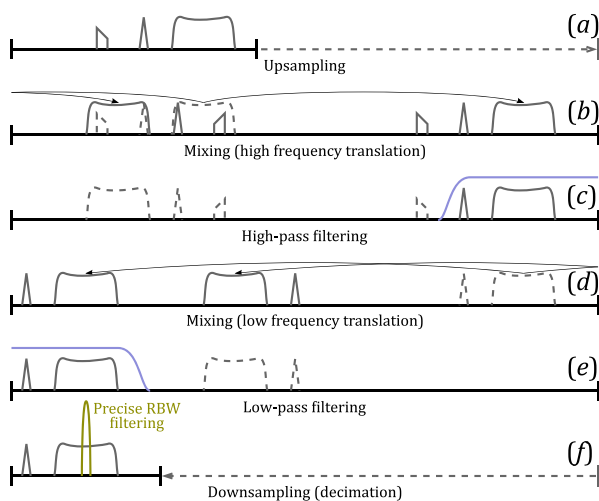 (a)
Upsampling
(b)
Mixing (high frequency translation)
(c)
High-pass filtering
(d)
Mixing (low frequency translation)
(e)
Precise RBW
filtering
Low-pass filtering
(f)
Downsampling (decimation)